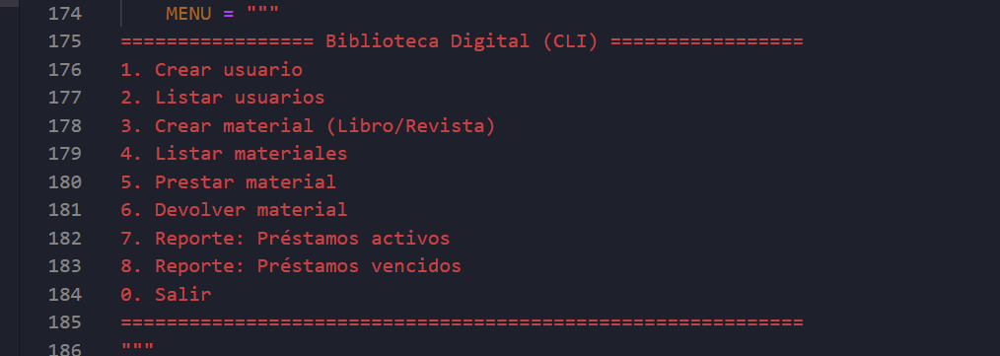 174 MENU = """
175 ================= Biblioteca Digital (CLI) =================
176 1. Crear usuario
177 2. Listar usuarios
178 3. Crear material (Libro/Revista)
179 4. Listar materiales
180 5. Prestar material
181 6. Devolver material
182 7. Reporte: Préstamos activos
183 8. Reporte: Préstamos vencidos
184 0. Salir
185 ============================================================
186 """